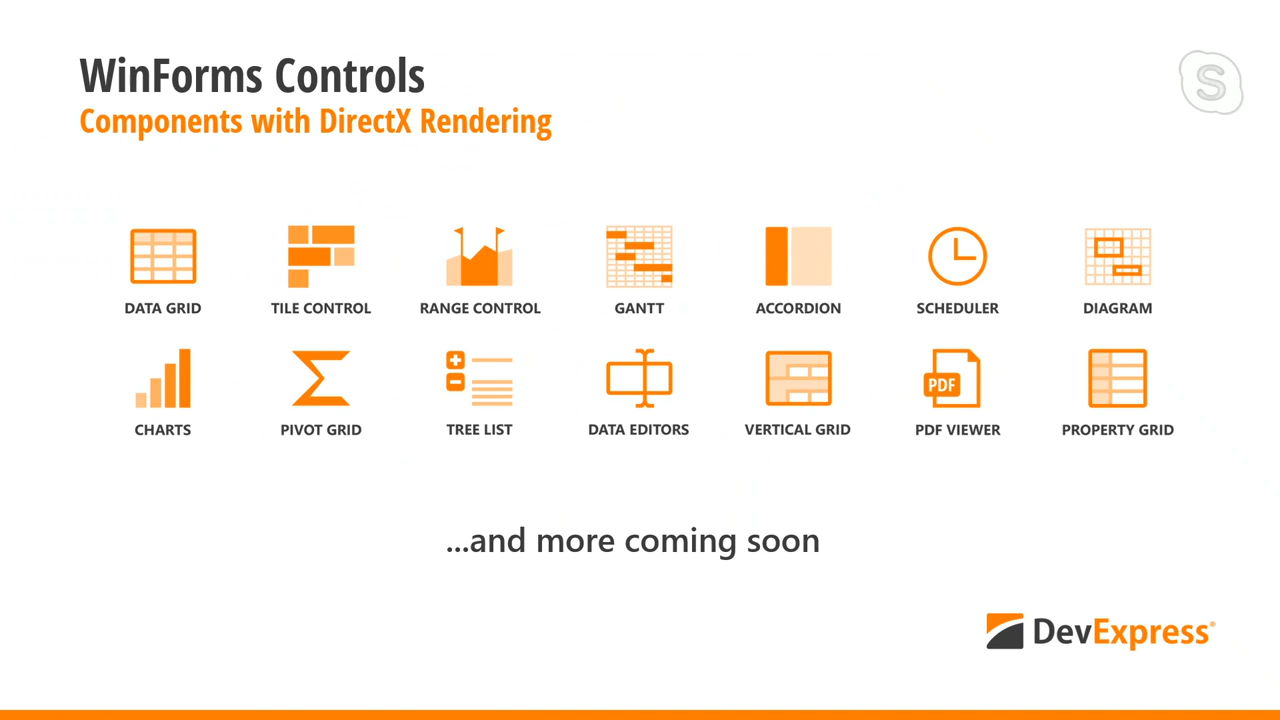 WinForms Controls
Components with DirectX Rendering
S
DATA GRID
TILE CONTROL
RANGE CONTROL
GANTT
ACCORDION
SCHEDULER
DIAGRAM
PDF
CHARTS
PIVOT GRID
TREE LIST
DATA EDITORS
VERTICAL GRID
PDF VIEWER
PROPERTY GRID
...and more coming soon
DevExpress®